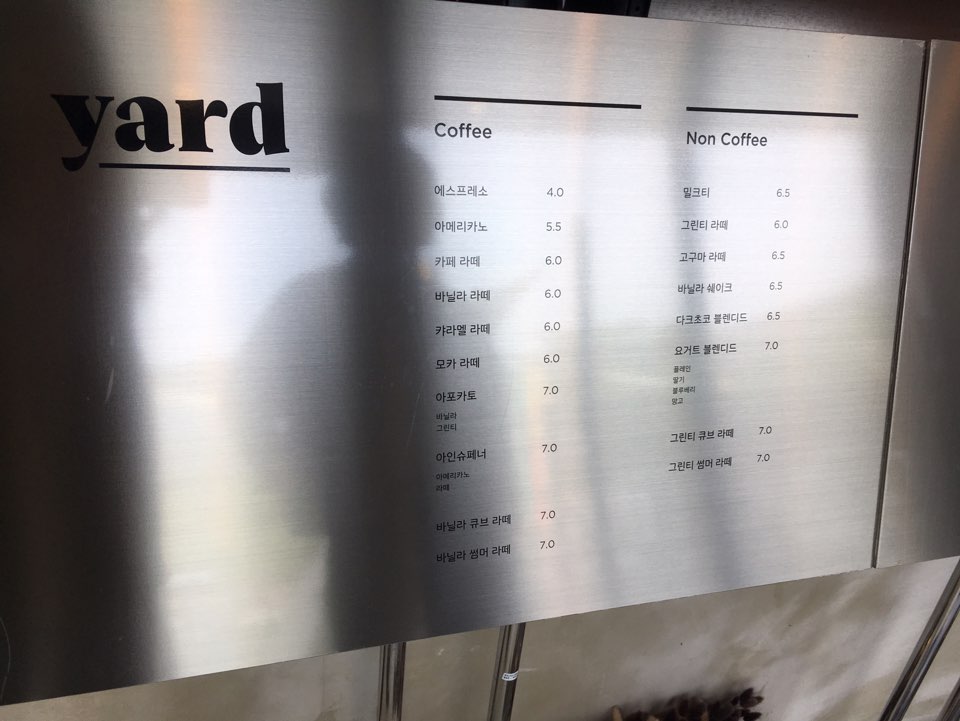 yard
Coffee
에스프레소 4.0
아메리카노 5.5
카페 라떼 6.0
바닐라 라떼 6.0
캬라멜 라떼 6.0
모카 라떼 6.0
아포카토 7.0
바닐라
그린티
아인슈페너 7.0
아메리카노
라떼
바닐라 큐브 라떼 7.0
바닐라 썸머 라떼 7.0
Non Coffee
밀크티 6.5
그린티 라떼 6.0
고구마 라떼 6.5
바닐라 쉐이크 6.5
다크초코 블렌디드 6.5
요거트 블렌디드 7.0
플레인
딸기
블루베리
망고
그린티 큐브 라떼 7.0
그린티 썸머 라떼 7.0